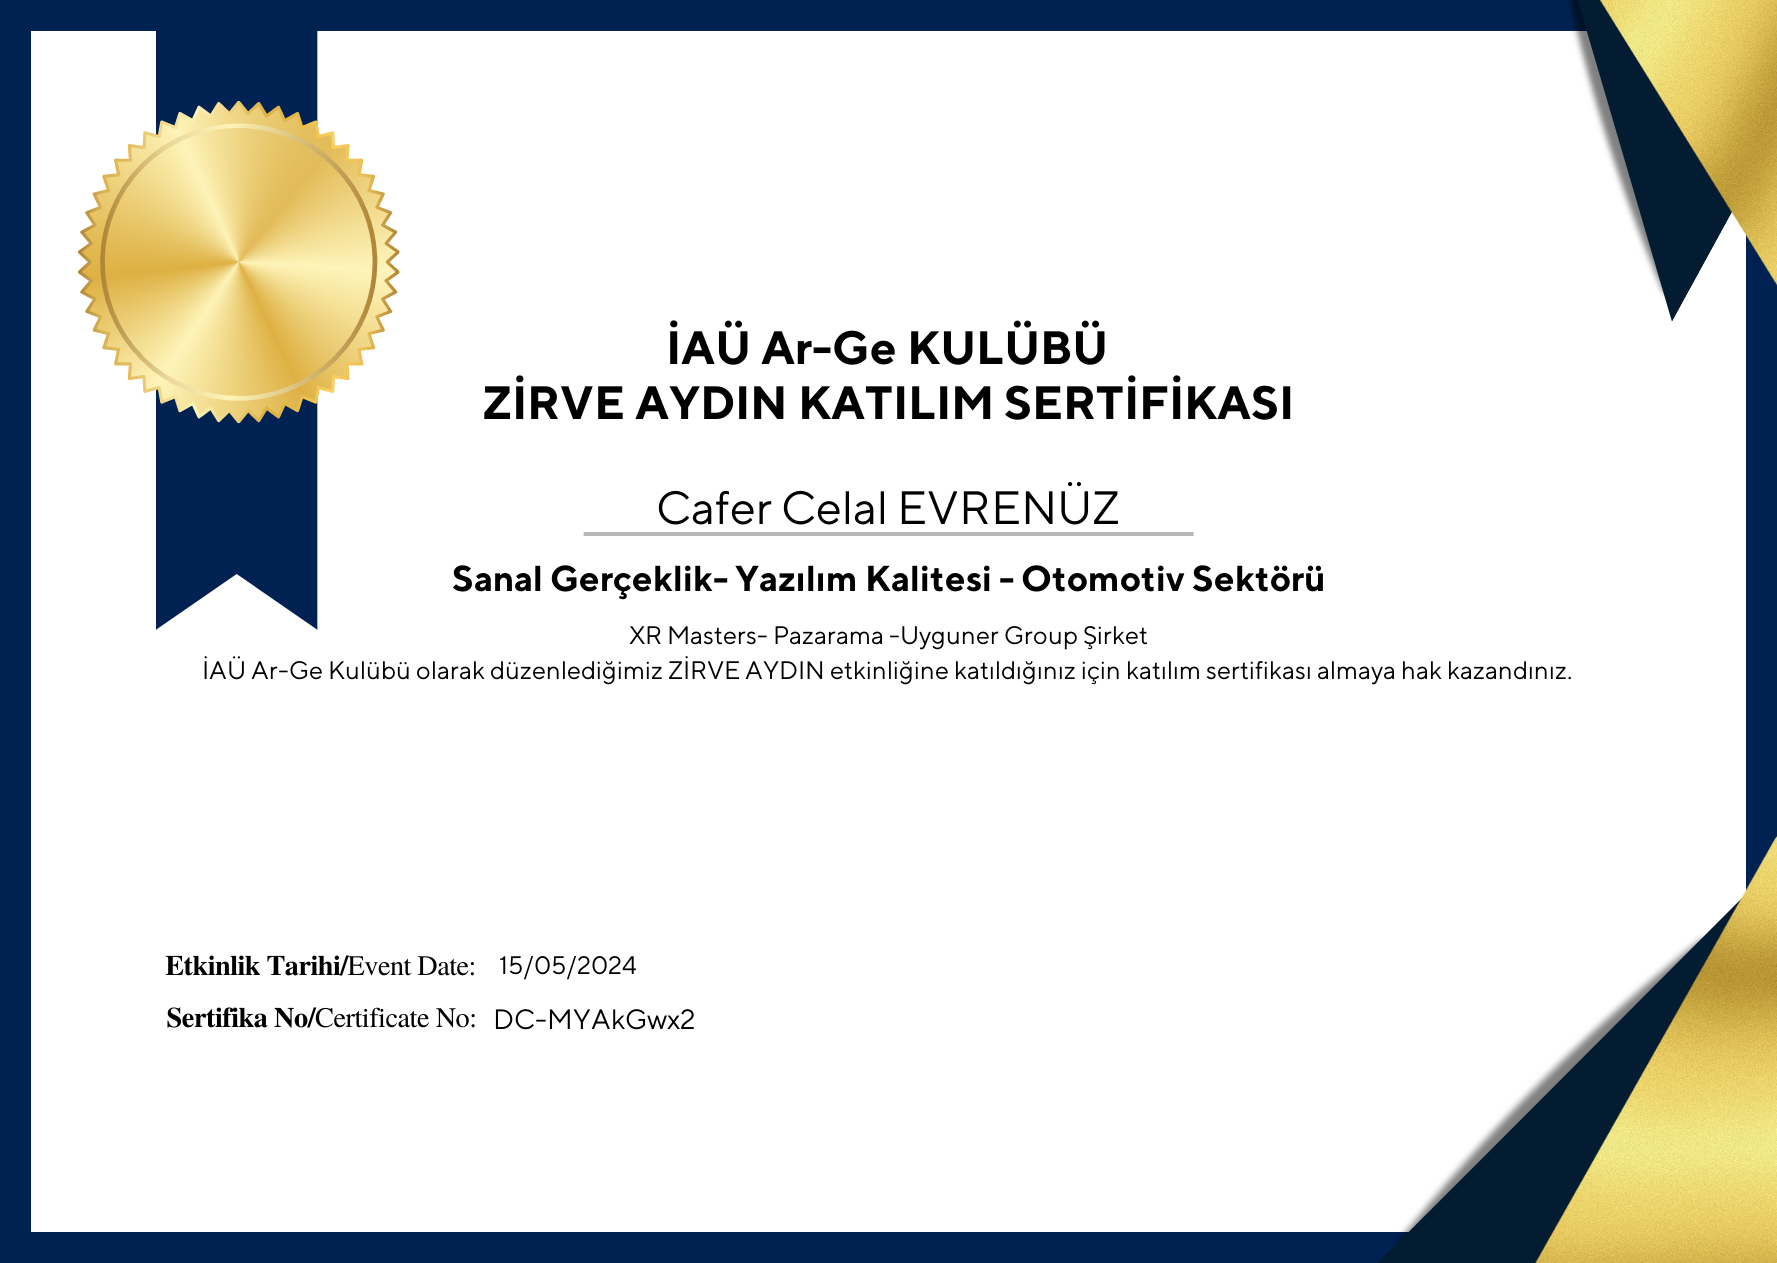 İAÜ Ar-Ge KULÜBÜ
ZİRVE AYDIN KATILIM SERTİFİKASI
Cafer Celal EVRENÜZ
Sanal Gerçeklik- Yazılım Kalitesi - Otomotiv Sektörü
XR Masters- Pazarama -Uyguner Group Şirket
İAÜ Ar-Ge Kulübü olarak düzenlediğimiz ZİRVE AYDIN etkinliğine katıldığınız için katılım sertifikası almaya hak kazandınız.
Etkinlik Tarihi/Event Date: 15/05/2024
Sertifika No/Certificate No: DC-MYAkGwx2